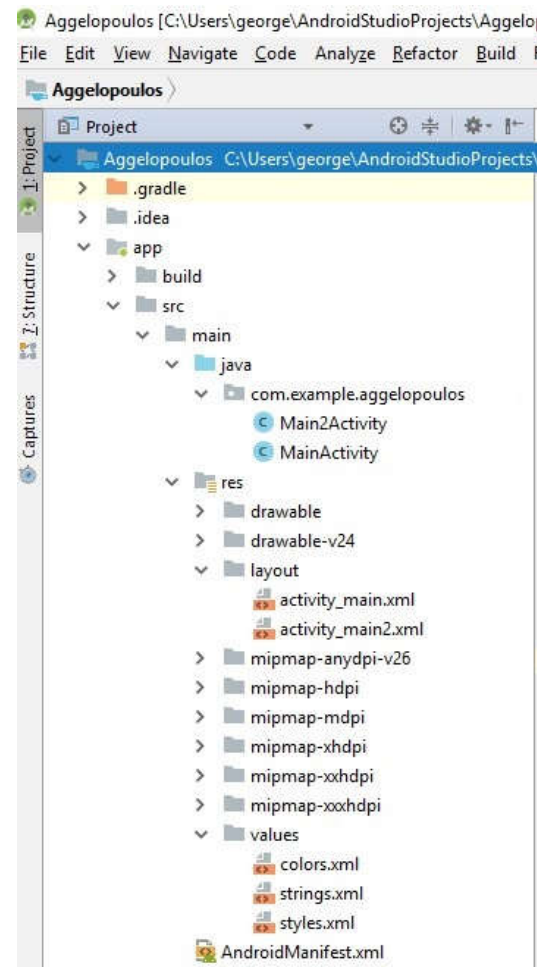 Aggelopoulos [C:\Users\george\AndroidStudioProjects\Aggelo
File Edit View Navigate Code Analyze Refactor Build
Aggelopoulos
Project
1: Project
Aggelopoulos C:\Users\george\AndroidStudioProjects\
.gradle
.idea
app
build
7: Structure
src
main
java
com.example.aggelopoulos
Captures
Main2Activity
MainActivity
res
drawable
drawable-v24
layout
activity_main.xml
activity_main2.xml
mipmap-anydpi-v26
mipmap-hdpi
mipmap-mdpi
mipmap-xhdpi
mipmap-xxhdpi
mipmap-xxxhdpi
values
colors.xml
strings.xml
styles.xml
AndroidManifest.xml